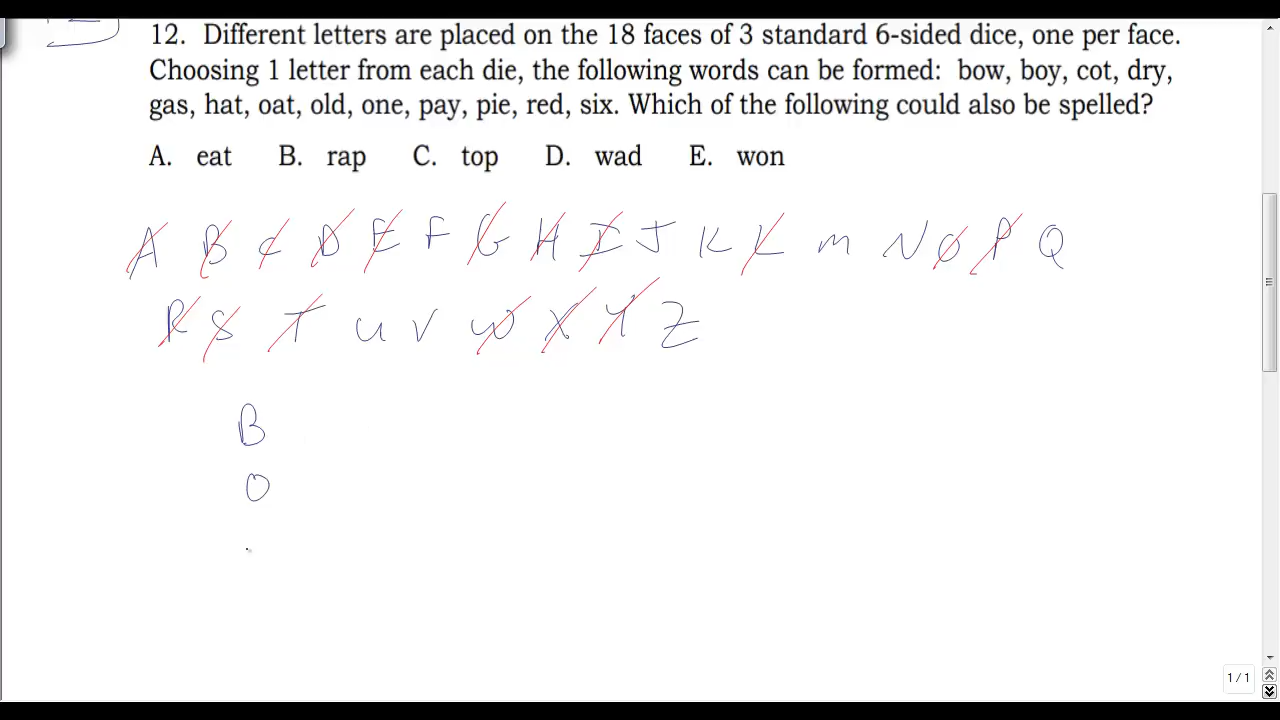 12. Different letters are placed on the 18 faces of 3 standard 6-sided dice, one per face.
Choosing 1 letter from each die, the following words can be formed: bow, boy, cot, dry,
gas, hat, oat, old, one, pay, pie, red, six. Which of the following could also be spelled?
A. eat B. rap C. top D. wad E. won
A B C D E F G H I J K L M N O P Q
R S T U V W X Y Z
B
O
1/1